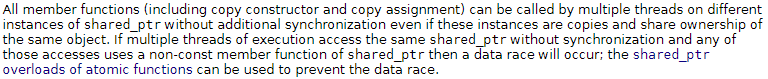 All member functions (including copy constructor and copy assignment) can be called by multiple threads on different
instances of shared_ptr without additional synchronization even if these instances are copies and share ownership of
the same object. If multiple threads of execution access the same shared_ptr without synchronization and any of
those accesses uses a non-const member function of shared_ptr then a data race will occur; the shared_ptr
overloads of atomic functions can be used to prevent the data race.